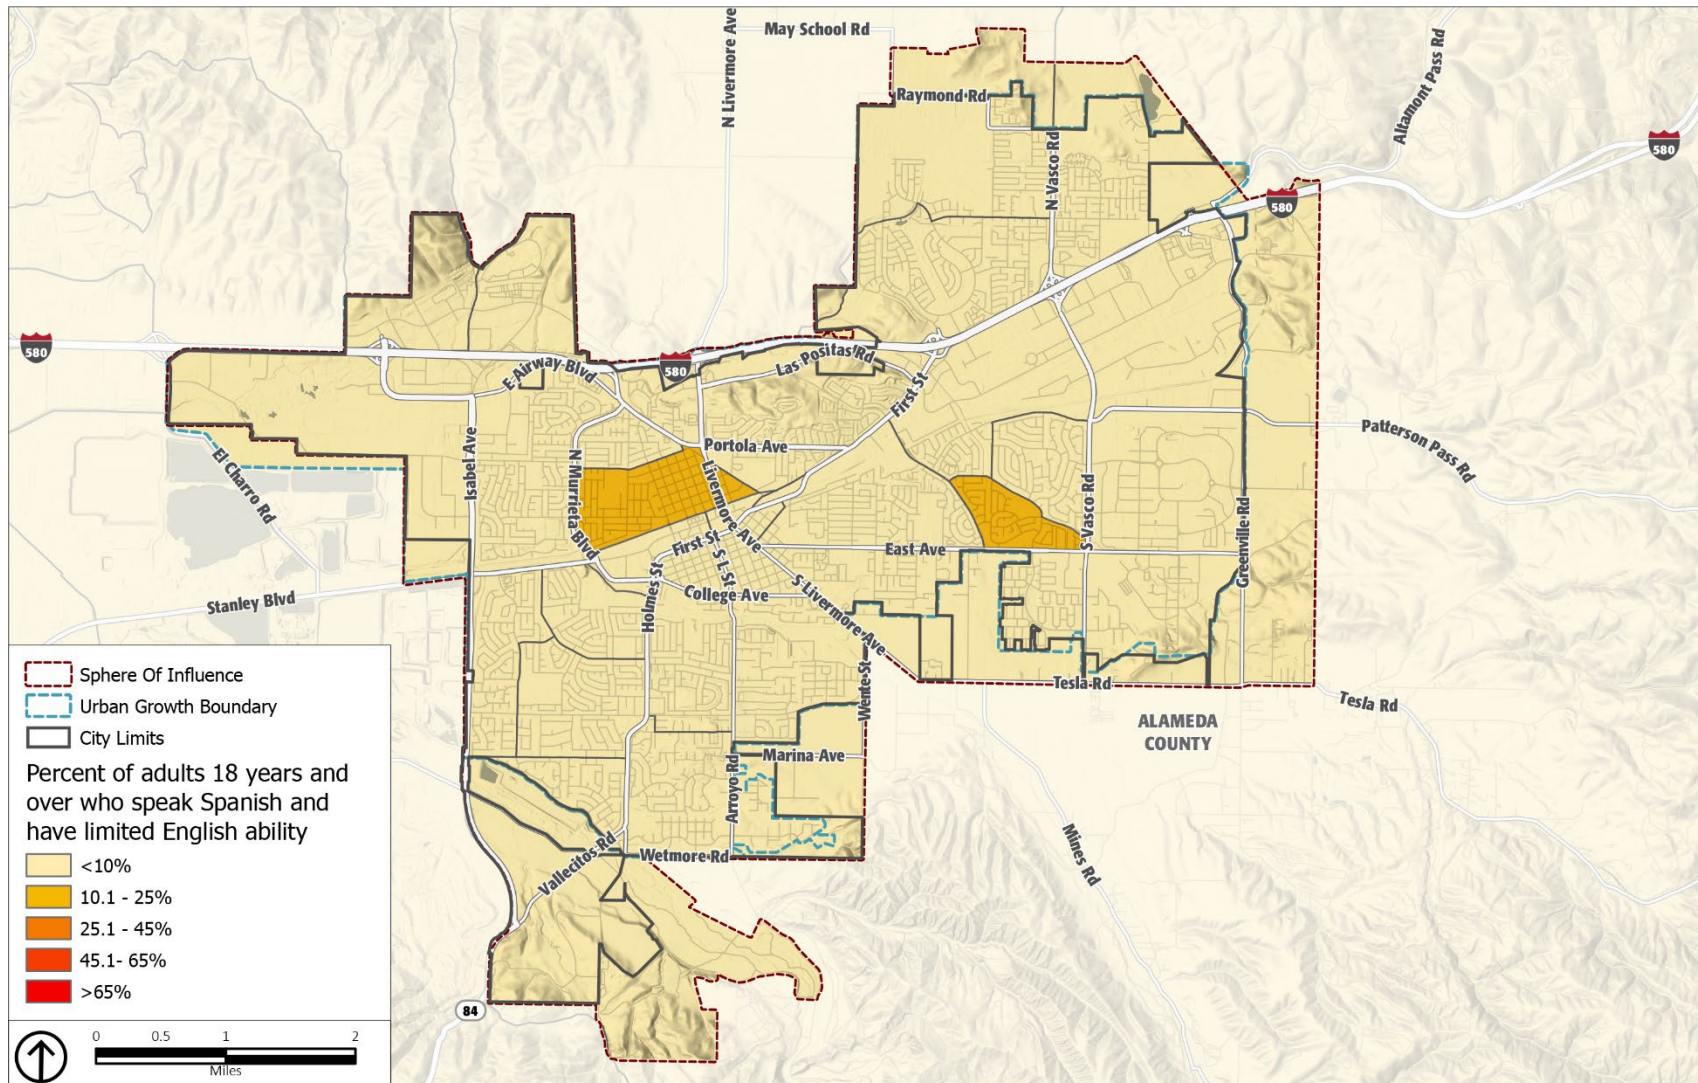 May School Rd
N Livermore Ave
Altamont Pass Rd
Raymond Rd
580
N Vasco Rd
580
580
580
E Airway Blvd
Las Positas Rd
First St
Isabel Ave
Portola Ave
Patterson Pass Rd
El Charro Rd
N Murrieta Blvd
Livermore Ave
S Vasco Rd
Greenville Rd
First St
East Ave
S L St
Stanley Blvd
Holmes St
College Ave
S Livermore Ave
Wente St
Tesla Rd
Tesla Rd
ALAMEDA
COUNTY
Marina Ave
Arroyo Rd
Vallecitos Rd
Wetmore Rd
Mines Rd
84
Sphere Of Influence
Urban Growth Boundary
City Limits
Percent of adults 18 years and
over who speak Spanish and
have limited English ability
<10%
10.1 - 25%
25.1 - 45%
45.1- 65%
>65%
0 0.5 1 2
Miles